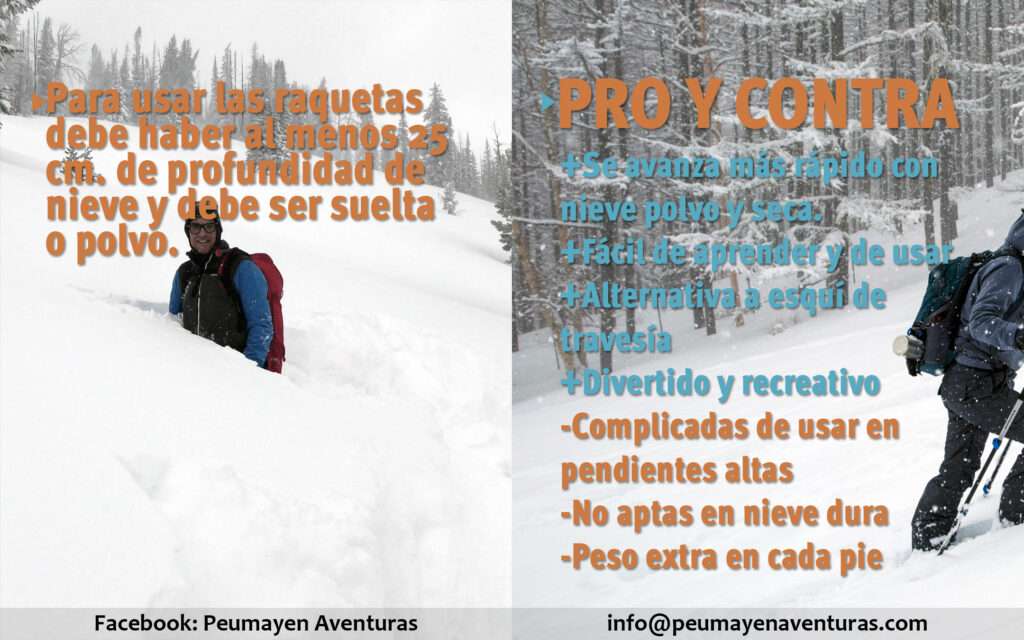 Para usar las raquetas
debe haber al menos 25
cm. de profundidad de
nieve y debe ser suelta
o polvo.
PRO Y CONTRA
+Se avanza más rápido con
nieve polvo y seca.
+Fácil de aprender y de usar
+Alternativa a esquí de
travesía
+Divertido y recreativo
-Complicadas de usar en
pendientes altas
-No aptas en nieve dura
-Peso extra en cada pie
Facebook: Peumayen Aventuras
info@peumayenaventuras.com